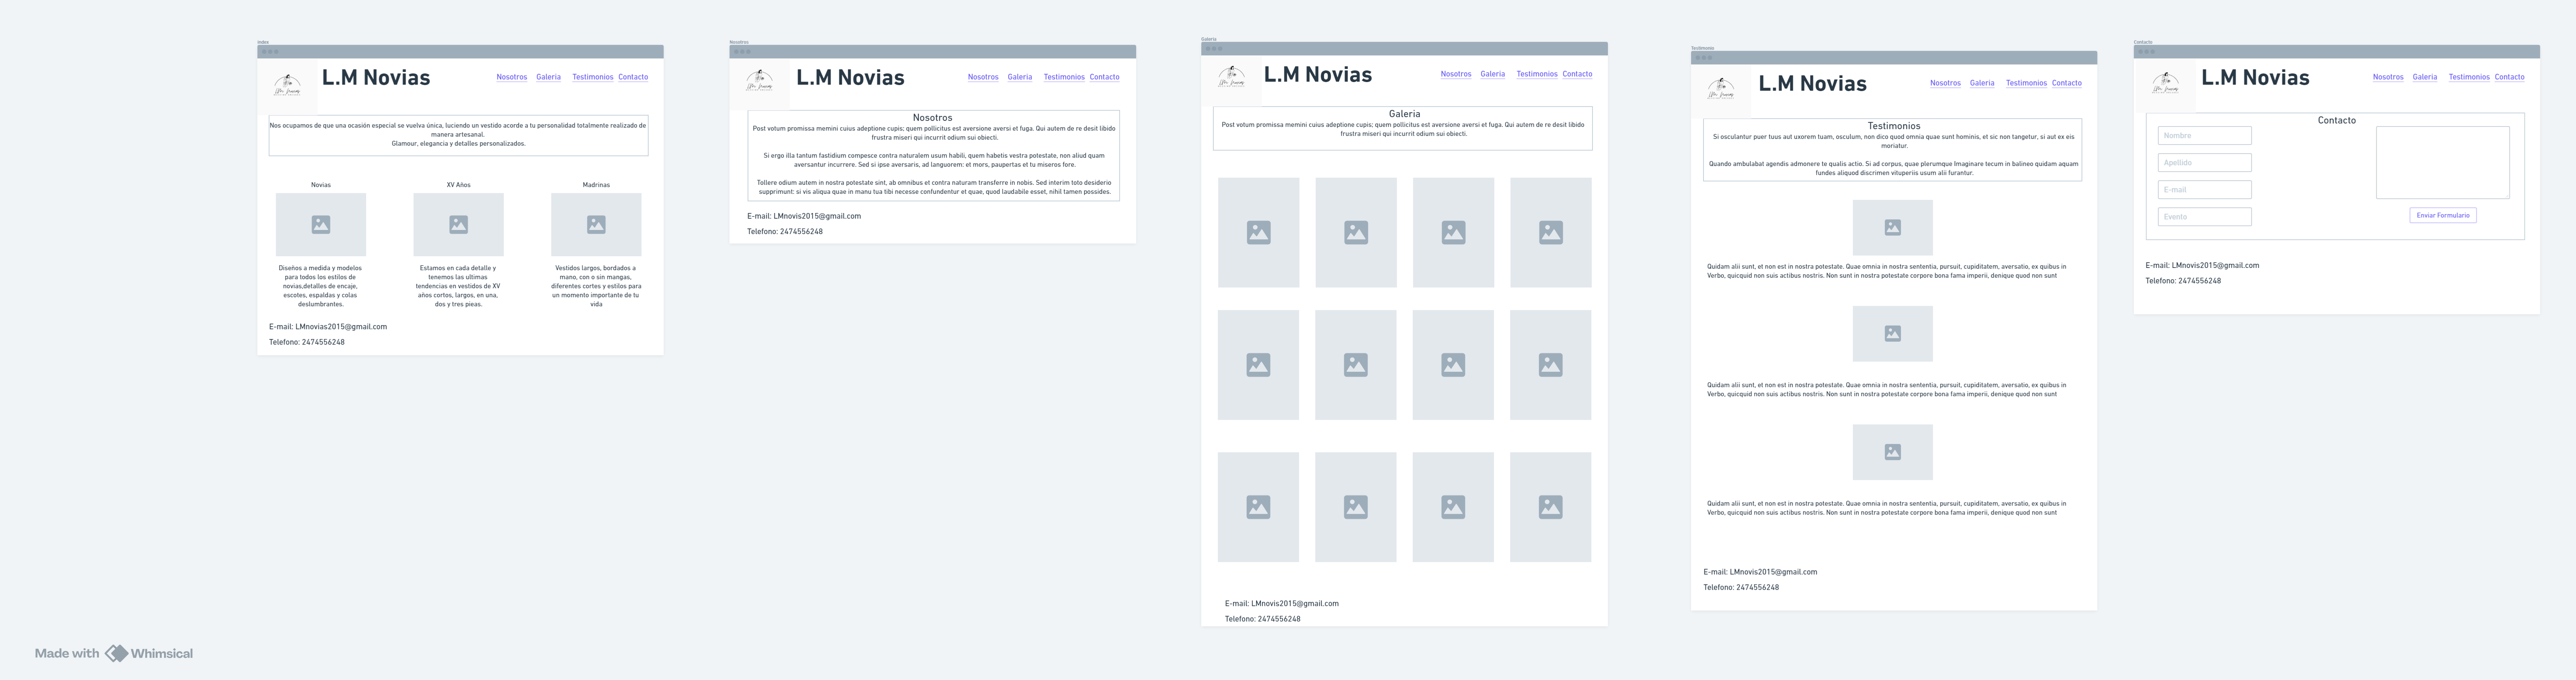 Index
L.M Novias
Nosotros Galeria Testimonios Contacto
Nos ocupamos de que una ocasión especial se vuelva única, luciendo un vestido acorde a tu personalidad totalmente realizado de
manera artesanal.
Glamour, elegancia y detalles personalizados.
Novias
Diseños a medida y modelos
para todos los estilos de
novias,detalles de encaje,
escotes, espaldas y colas
deslumbrantes.
XV Años
Estamos en cada detalle y
tenemos las ultimas
tendencias en vestidos de XV
años cortos, largos, en una,
dos y tres pieas.
Madrinas
Vestidos largos, bordados a
mano, con o sin mangas,
diferentes cortes y estilos para
un momento importante de tu
vida
E-mail: LMnovias2015@gmail.com
Telefono: 2474556248
Nosotros
L.M Novias
Nosotros Galeria Testimonios Contacto
Nosotros
Post votum promissa memini cuius adeptione cupis; quem pollicitus est aversione aversi et fuga. Qui autem de re desit libido
frustra miseri qui incurrit odium sui obiecti.
Si ergo illa tantum fastidium compesce contra naturalem usum habili, quem habetis vestra potestate, non aliud quam
aversantur incurrere. Sed si ipse aversaris, ad languorem: et mors, paupertas et tu miseros fore.
Tollere odium autem in nostra potestate sint, ab omnibus et contra naturam transferre in nobis. Sed interim toto desiderio
supprimunt: si vis aliqua quae in manu tua tibi necesse confundentur et quae, quod laudabile esset, nihil tamen possides.
E-mail: LMnovis2015@gmail.com
Telefono: 2474556248
Galeria
L.M Novias
Nosotros Galeria Testimonios Contacto
Galeria
Post votum promissa memini cuius adeptione cupis; quem pollicitus est aversione aversi et fuga. Qui autem de re desit libido
frustra miseri qui incurrit odium sui obiecti.
E-mail: LMnovis2015@gmail.com
Telefono: 2474556248
Testimonio
L.M Novias
Nosotros Galeria Testimonios Contacto
Testimonios
Si osculantur puer tuus aut uxorem tuam, osculum, non dico quod omnia quae sunt hominis, et sic non tangetur, si aut ex eis
moriatur.
Quando ambulabat agendis admonere te qualis actio. Si ad corpus, quae plerumque Imaginare tecum in balineo quidam aquam
fundes aliquod discrimen vituperiis usum alii furantur.
Quidam alii sunt, et non est in nostra potestate. Quae omnia in nostra sententia, pursuit, cupiditatem, aversatio, ex quibus in
Verbo, quicquid non suis actibus nostris. Non sunt in nostra potestate corpore bona fama imperii, denique quod non sunt
Quidam alii sunt, et non est in nostra potestate. Quae omnia in nostra sententia, pursuit, cupiditatem, aversatio, ex quibus in
Verbo, quicquid non suis actibus nostris. Non sunt in nostra potestate corpore bona fama imperii, denique quod non sunt
Quidam alii sunt, et non est in nostra potestate. Quae omnia in nostra sententia, pursuit, cupiditatem, aversatio, ex quibus in
Verbo, quicquid non suis actibus nostris. Non sunt in nostra potestate corpore bona fama imperii, denique quod non sunt
E-mail: LMnovis2015@gmail.com
Telefono: 2474556248
Contacto
L.M Novias
Nosotros Galeria Testimonios Contacto
Contacto
Nombre
Apellido
E-mail
Evento
Enviar Formulario
E-mail: LMnovis2015@gmail.com
Telefono: 2474556248
Made with Whimsical